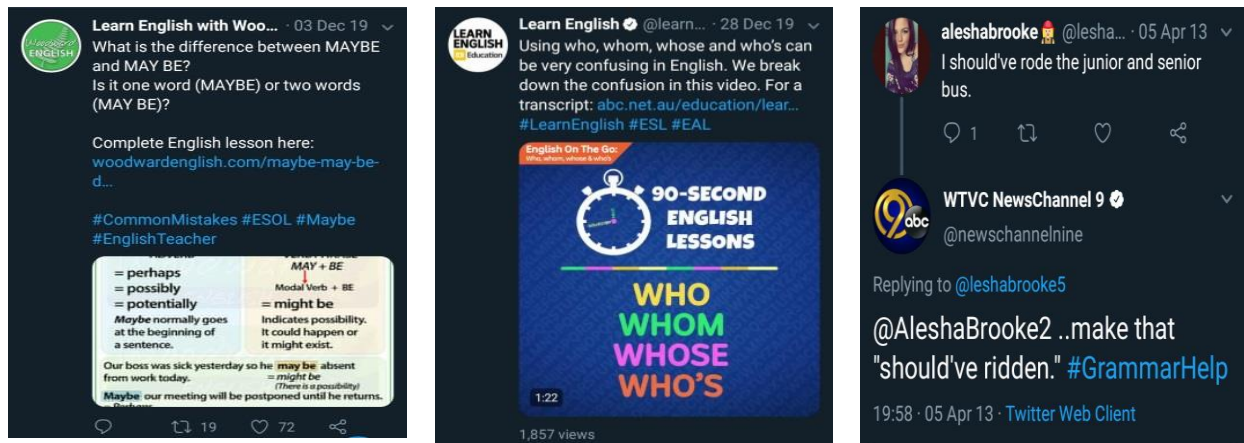 Learn English with Woo... · 03 Dec 19
What is the difference between MAYBE
and MAY BE?
Is it one word (MAYBE) or two words
(MAY BE)?
Complete English lesson here:
woodwardenglish.com/maybe-may-be-
d...
#CommonMistakes #ESOL #Maybe
#EnglishTeacher
= perhaps
= possibly
= potentially
Maybe normally goes
at the beginning of
a sentence.
MAY + BE
Modal Verb + BE
= might be
Indicates possibility.
It could happen or
it might exist.
Our boss was sick yesterday so he may be absent
from work today.
= might be
(There is a possibility)
Maybe our meeting will be postponed until he returns.
19 72
LEARN
ENGLISH
Education
Learn English @learn... · 28 Dec 19
Using who, whom, whose and who's can
be very confusing in English. We break
down the confusion in this video. For a
transcript: abc.net.au/education/lear...
#LearnEnglish #ESL #EAL
English On The Go:
Who, whom, whose & who's
90-SECOND
ENGLISH
LESSONS
WHO
WHOM
WHOSE
WHO'S
1:22
1,857 views
aleshabrooke @lesha... · 05 Apr 13
I should've rode the junior and senior
bus.
1
9 abc
WTVC NewsChannel 9
@newschannelnine
Replying to @leshabrooke5
@AleshaBrooke2 ..make that
"should've ridden." #GrammarHelp
19:58 · 05 Apr 13 · Twitter Web Client